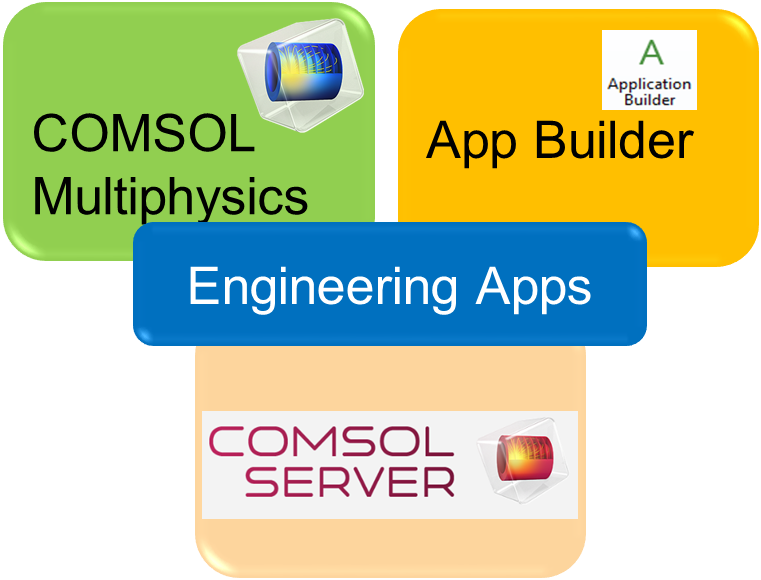 COMSOL
Multiphysics
A
Application
Builder
App Builder
Engineering Apps
COMSOL
SERVER